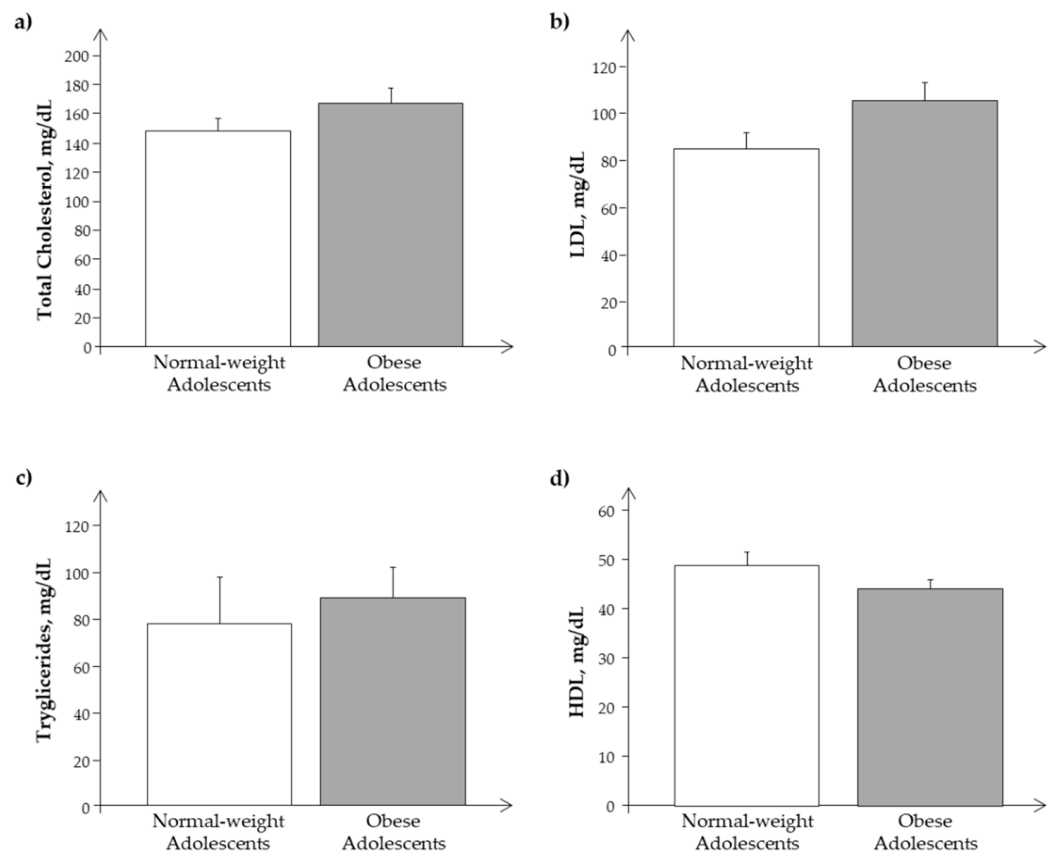 a)
Total Cholesterol, mg/dL
200
180
160
140
120
100
80
60
40
20
0
Normal-weight
Adolescents
Obese
Adolescents
b)
LDL, mg/dL
120
100
80
60
40
20
0
Normal-weight
Adolescents
Obese
Adolescents
c)
Tryglicerides, mg/dL
120
100
80
60
40
20
0
Normal-weight
Adolescents
Obese
Adolescents
d)
HDL, mg/dL
60
50
40
30
20
10
0
Normal-weight
Adolescents
Obese
Adolescents